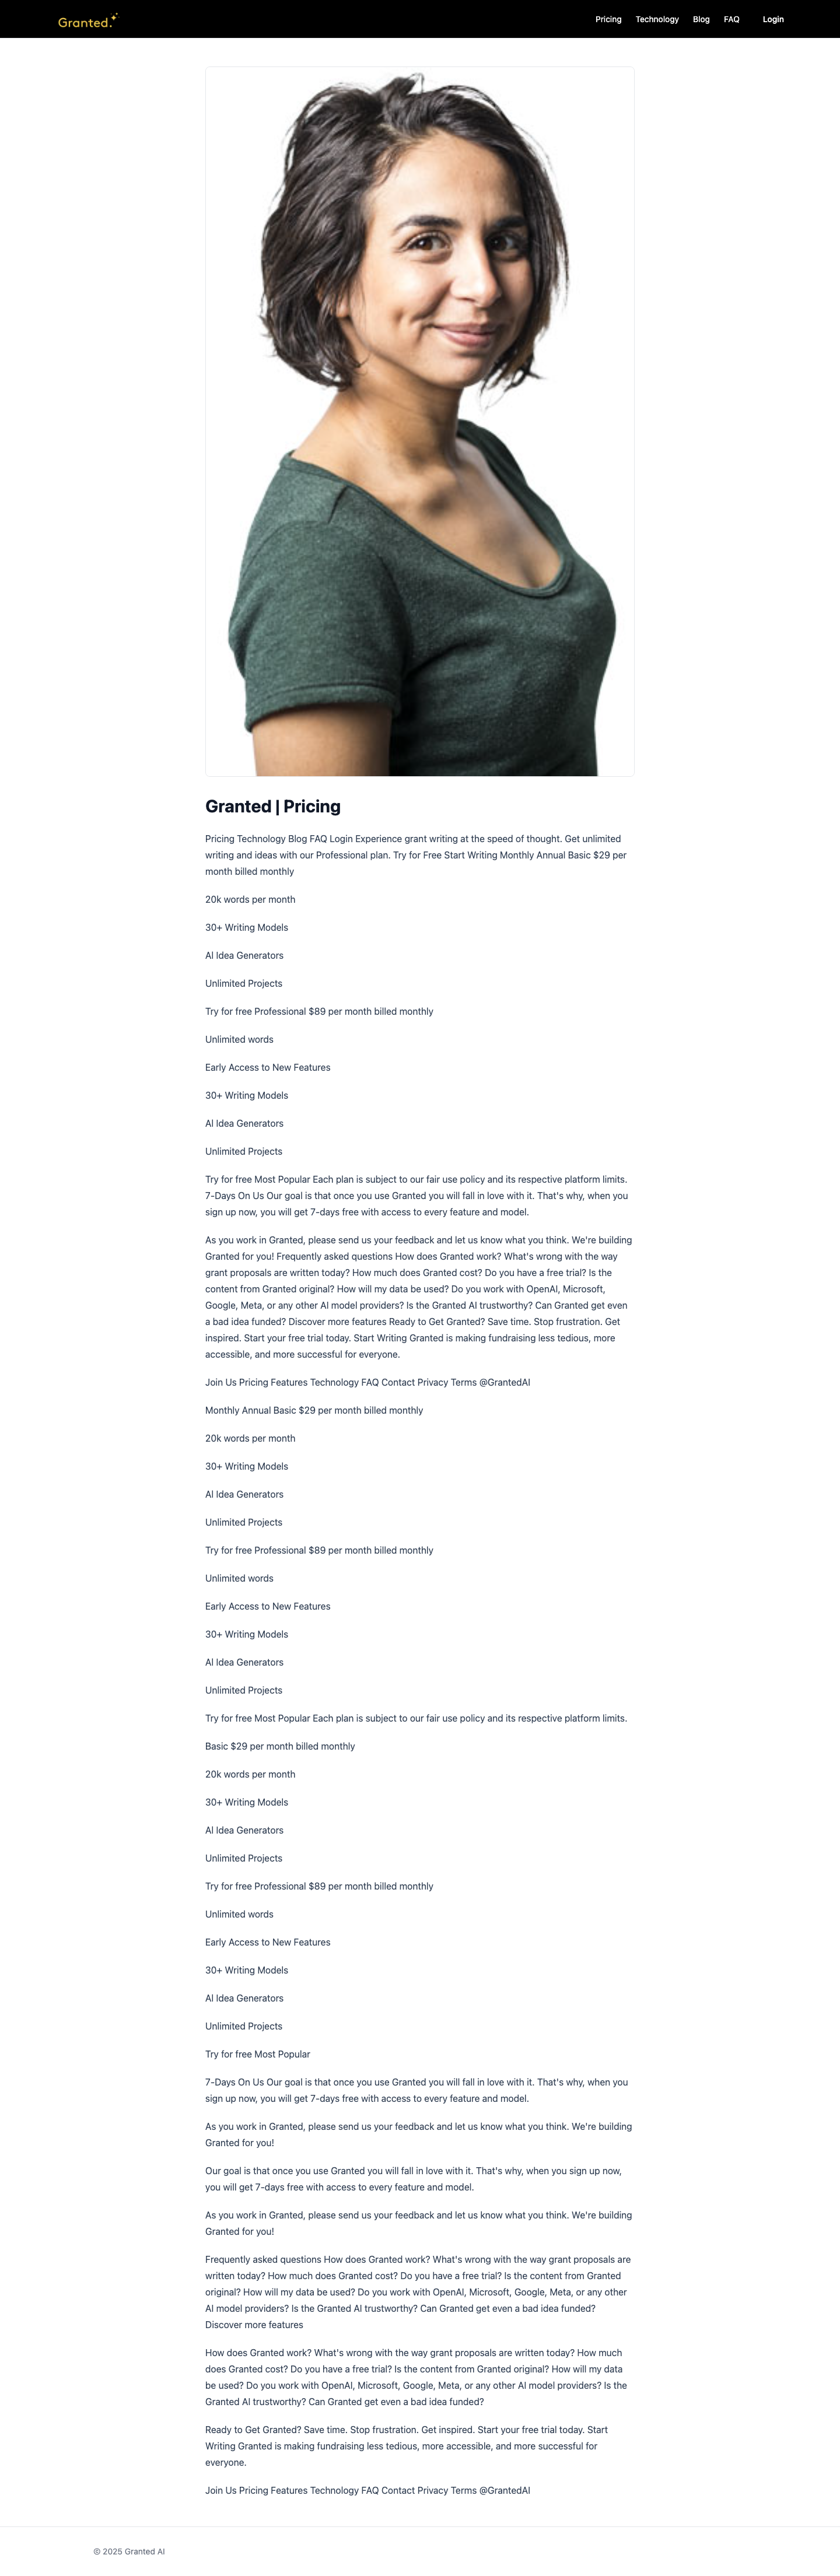 Granted.
Pricing Technology Blog FAQ Login
Granted | Pricing
Pricing Technology Blog FAQ Login Experience grant writing at the speed of thought. Get unlimited
writing and ideas with our Professional plan. Try for Free Start Writing Monthly Annual Basic $29 per
month billed monthly
20k words per month
30+ Writing Models
AI Idea Generators
Unlimited Projects
Try for free Professional $89 per month billed monthly
Unlimited words
Early Access to New Features
30+ Writing Models
AI Idea Generators
Unlimited Projects
Try for free Most Popular Each plan is subject to our fair use policy and its respective platform limits.
7-Days On Us Our goal is that once you use Granted you will fall in love with it. That's why, when you
sign up now, you will get 7-days free with access to every feature and model.
As you work in Granted, please send us your feedback and let us know what you think. We're building
Granted for you! Frequently asked questions How does Granted work? What's wrong with the way
grant proposals are written today? How much does Granted cost? Do you have a free trial? Is the
content from Granted original? How will my data be used? Do you work with OpenAI, Microsoft,
Google, Meta, or any other AI model providers? Is the Granted AI trustworthy? Can Granted get even
a bad idea funded? Discover more features Ready to Get Granted? Save time. Stop frustration. Get
inspired. Start your free trial today. Start Writing Granted is making fundraising less tedious, more
accessible, and more successful for everyone.
Join Us Pricing Features Technology FAQ Contact Privacy Terms @GrantedAI
Monthly Annual Basic $29 per month billed monthly
20k words per month
30+ Writing Models
AI Idea Generators
Unlimited Projects
Try for free Professional $89 per month billed monthly
Unlimited words
Early Access to New Features
30+ Writing Models
AI Idea Generators
Unlimited Projects
Try for free Most Popular Each plan is subject to our fair use policy and its respective platform limits.
Basic $29 per month billed monthly
20k words per month
30+ Writing Models
AI Idea Generators
Unlimited Projects
Try for free Professional $89 per month billed monthly
Unlimited words
Early Access to New Features
30+ Writing Models
AI Idea Generators
Unlimited Projects
Try for free Most Popular
7-Days On Us Our goal is that once you use Granted you will fall in love with it. That's why, when you
sign up now, you will get 7-days free with access to every feature and model.
As you work in Granted, please send us your feedback and let us know what you think. We're building
Granted for you!
Our goal is that once you use Granted you will fall in love with it. That's why, when you sign up now,
you will get 7-days free with access to every feature and model.
As you work in Granted, please send us your feedback and let us know what you think. We're building
Granted for you!
Frequently asked questions How does Granted work? What's wrong with the way grant proposals are
written today? How much does Granted cost? Do you have a free trial? Is the content from Granted
original? How will my data be used? Do you work with OpenAI, Microsoft, Google, Meta, or any other
AI model providers? Is the Granted AI trustworthy? Can Granted get even a bad idea funded?
Discover more features
How does Granted work? What's wrong with the way grant proposals are written today? How much
does Granted cost? Do you have a free trial? Is the content from Granted original? How will my data
be used? Do you work with OpenAI, Microsoft, Google, Meta, or any other AI model providers? Is the
Granted AI trustworthy? Can Granted get even a bad idea funded?
Ready to Get Granted? Save time. Stop frustration. Get inspired. Start your free trial today. Start
Writing Granted is making fundraising less tedious, more accessible, and more successful for
everyone.
Join Us Pricing Features Technology FAQ Contact Privacy Terms @GrantedAI
© 2025 Granted AI